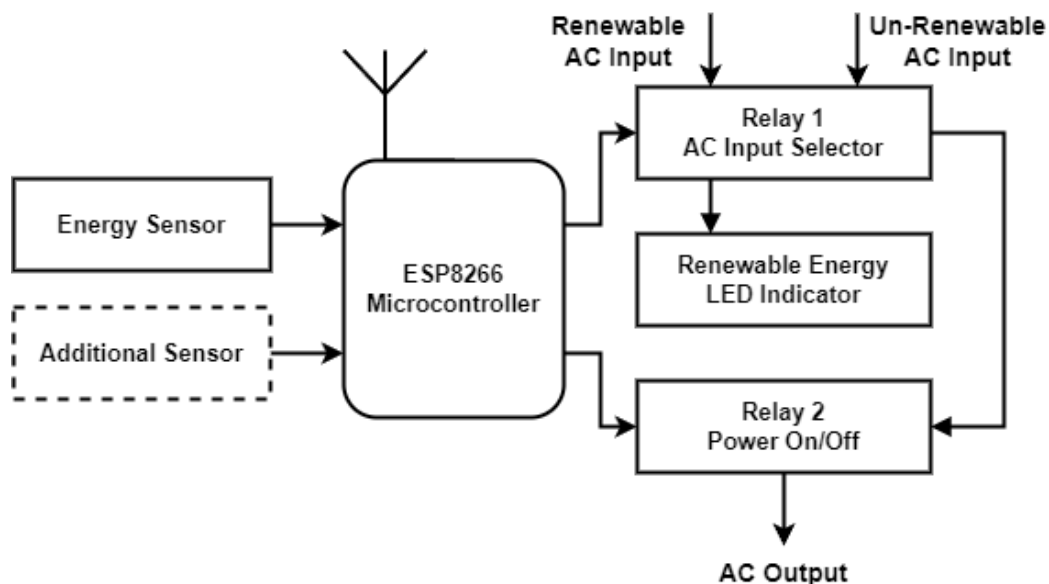 Renewable
AC Input
Un-Renewable
AC Input
Relay 1
AC Input Selector
Energy Sensor
Renewable Energy
LED Indicator
ESP8266
Microcontroller
Additional Sensor
Relay 2
Power On/Off
AC Output